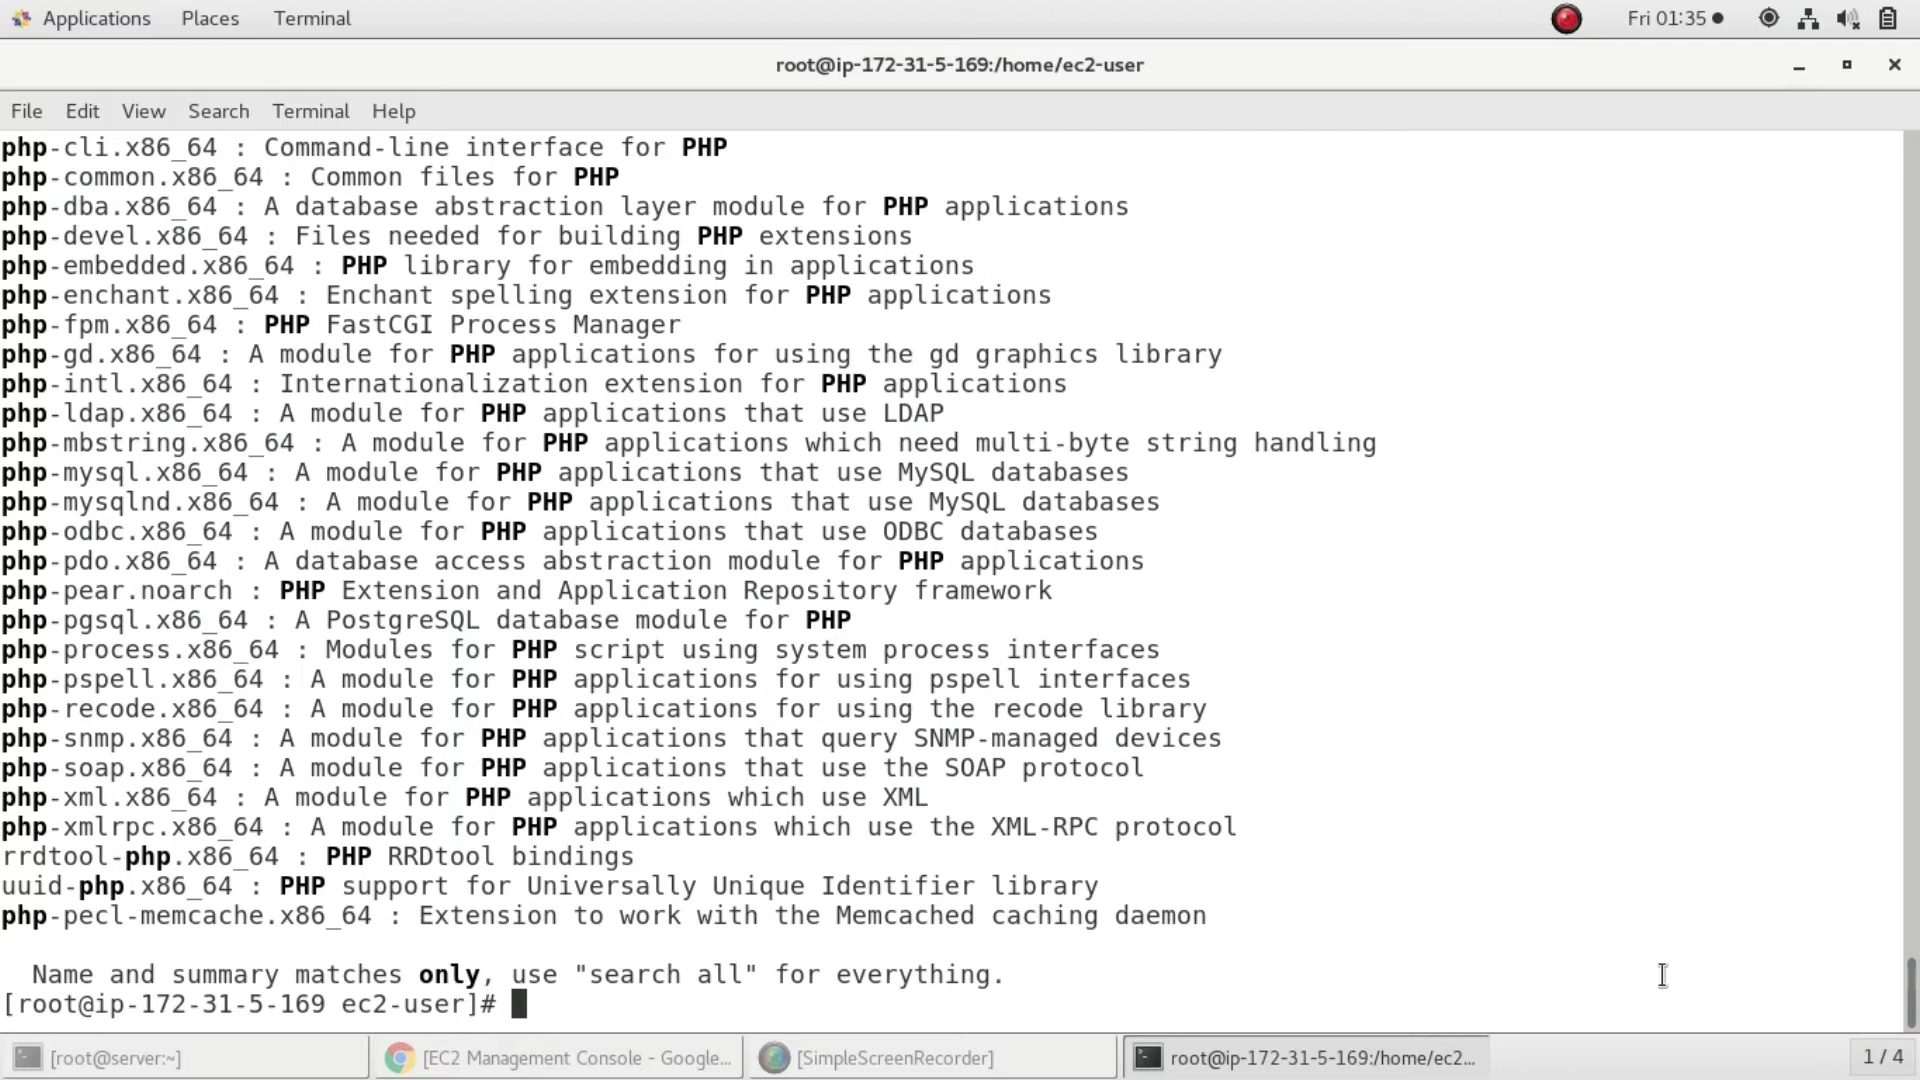 Applications Places Terminal Fri 01:35
root@ip-172-31-5-169:/home/ec2-user
File Edit View Search Terminal Help
php-cli.x86_64 : Command-line interface for PHP
php-common.x86_64 : Common files for PHP
php-dba.x86_64 : A database abstraction layer module for PHP applications
php-devel.x86_64 : Files needed for building PHP extensions
php-embedded.x86_64 : PHP library for embedding in applications
php-enchant.x86_64 : Enchant spelling extension for PHP applications
php-fpm.x86_64 : PHP FastCGI Process Manager
php-gd.x86_64 : A module for PHP applications for using the gd graphics library
php-intl.x86_64 : Internationalization extension for PHP applications
php-ldap.x86_64 : A module for PHP applications that use LDAP
php-mbstring.x86_64 : A module for PHP applications which need multi-byte string handling
php-mysql.x86_64 : A module for PHP applications that use MySQL databases
php-mysqlnd.x86_64 : A module for PHP applications that use MySQL databases
php-odbc.x86_64 : A module for PHP applications that use ODBC databases
php-pdo.x86_64 : A database access abstraction module for PHP applications
php-pear.noarch : PHP Extension and Application Repository framework
php-pgsql.x86_64 : A PostgreSQL database module for PHP
php-process.x86_64 : Modules for PHP script using system process interfaces
php-pspell.x86_64 : A module for PHP applications for using pspell interfaces
php-recode.x86_64 : A module for PHP applications for using the recode library
php-snmp.x86_64 : A module for PHP applications that query SNMP-managed devices
php-soap.x86_64 : A module for PHP applications that use the SOAP protocol
php-xml.x86_64 : A module for PHP applications which use XML
php-xmlrpc.x86_64 : A module for PHP applications which use the XML-RPC protocol
rrdtool-php.x86_64 : PHP RRDtool bindings
uuid-php.x86_64 : PHP support for Universally Unique Identifier library
php-pecl-memcache.x86_64 : Extension to work with the Memcached caching daemon
Name and summary matches only, use "search all" for everything.
[root@ip-172-31-5-169 ec2-user]#
[root@server:~] [EC2 Management Console - Google... [SimpleScreenRecorder] root@ip-172-31-5-169:/home/ec2... 1 / 4